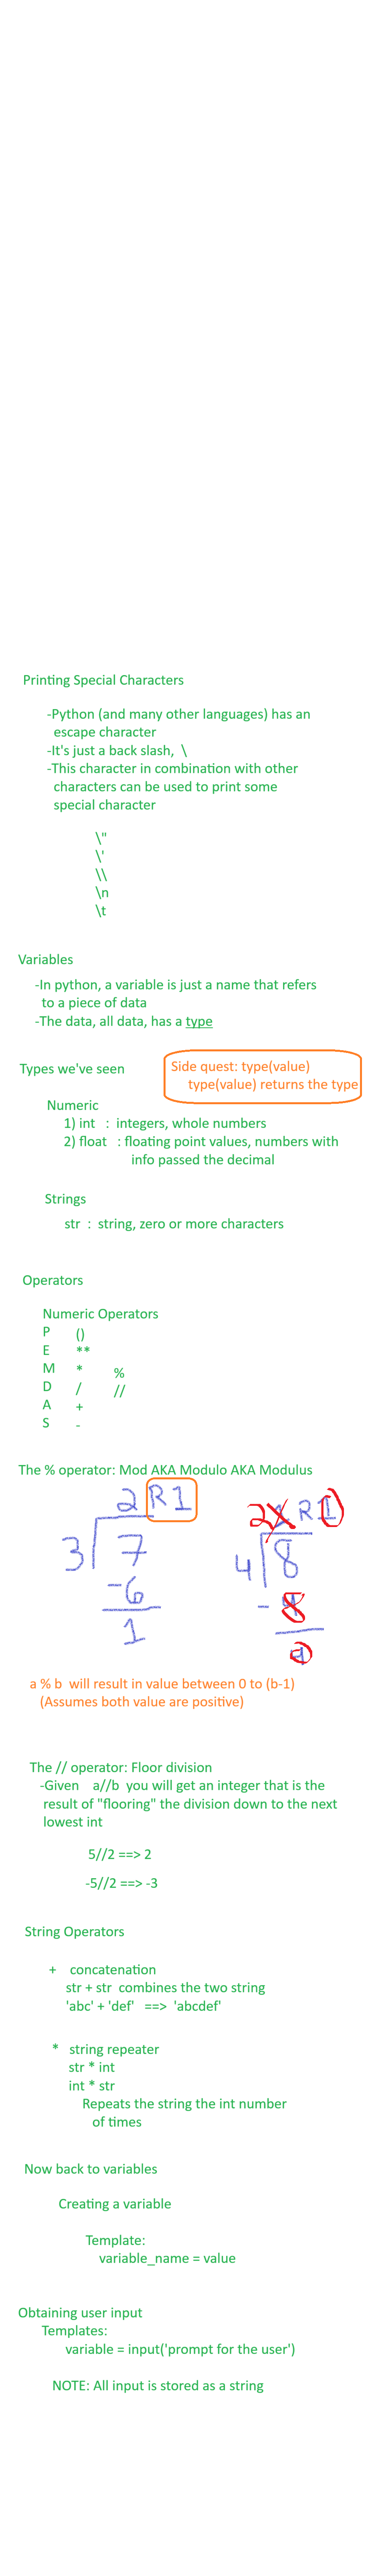 Printing Special Characters
-Python (and many other languages) has an
escape character
-It's just a back slash,  \
-This character in combination with other
characters can be used to print some
special character
\"
\'
\\
\n
\t
Variables
-In python, a variable is just a name that refers
to a piece of data
-The data, all data, has a type
Types we've seen
Side quest: type(value)
type(value) returns the type
Numeric
1) int   :  integers, whole numbers
2) float   : floating point values, numbers with
info passed the decimal
Strings
str  :  string, zero or more characters
Operators
Numeric Operators
P ()
E **
M * %
D / //
A +
S -
The % operator: Mod AKA Modulo AKA Modulus
2 R1
3 7
-6
1
2 R1
4 8
- 8
0
a % b  will result in value between 0 to (b-1)
(Assumes both value are positive)
The // operator: Floor division
-Given    a//b  you will get an integer that is the
result of "flooring" the division down to the next
lowest int
5//2 ==> 2
-5//2 ==> -3
String Operators
+    concatenation
str + str  combines the two string
'abc' + 'def'   ==>  'abcdef'
*   string repeater
str * int
int * str
Repeats the string the int number
of times
Now back to variables
Creating a variable
Template:
variable_name = value
Obtaining user input
Templates:
variable = input('prompt for the user')
NOTE: All input is stored as a string